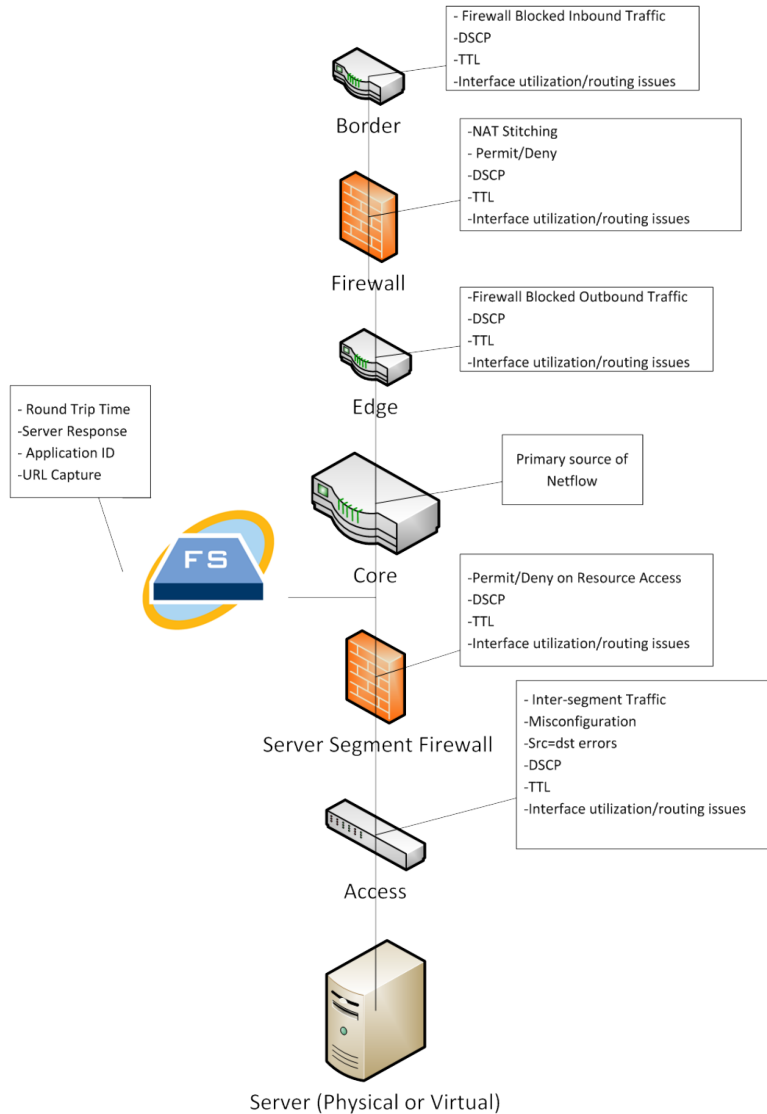 - Firewall Blocked Inbound Traffic
-DSCP
-TTL
-Interface utilization/routing issues
Border
-NAT Stitching
- Permit/Deny
-DSCP
-TTL
-Interface utilization/routing issues
Firewall
-Firewall Blocked Outbound Traffic
-DSCP
-TTL
-Interface utilization/routing issues
Edge
- Round Trip Time
-Server Response
- Application ID
-URL Capture
Primary source of
Netflow
FS
Core
-Permit/Deny on Resource Access
-DSCP
-TTL
-Interface utilization/routing issues
Server Segment Firewall
- Inter-segment Traffic
-Misconfiguration
-Src=dst errors
-DSCP
-TTL
-Interface utilization/routing issues
Access
Server (Physical or Virtual)